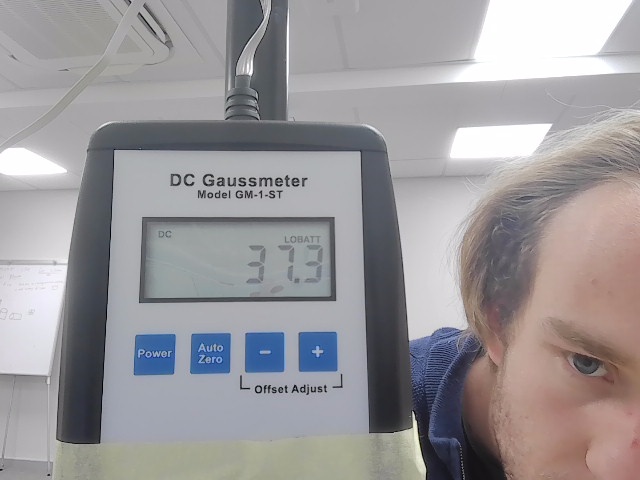 DC Gaussmeter
Model GM-1-ST
DC LOBATT
37.3
Power
Auto
Zero
-
+
Offset Adjust